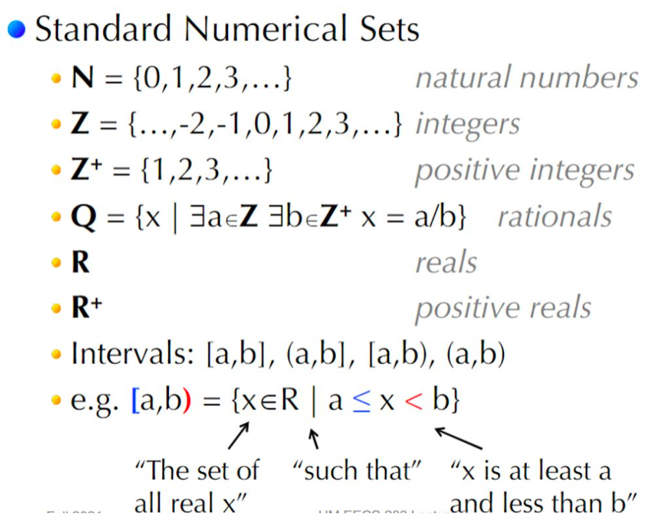 Standard Numerical Sets
N = {0,1,2,3,…} natural numbers
Z = {…,-2,-1,0,1,2,3,…} integers
Z⁺ = {1,2,3,…} positive integers
Q = {x | ∃a∈Z ∃b∈Z⁺ x = a/b} rationals
R reals
R⁺ positive reals
Intervals: [a,b], (a,b], [a,b), (a,b)
e.g. [a,b) = {x∈R | a ≤ x < b}
“The set of all real x”
“such that”
“x is at least a and less than b”